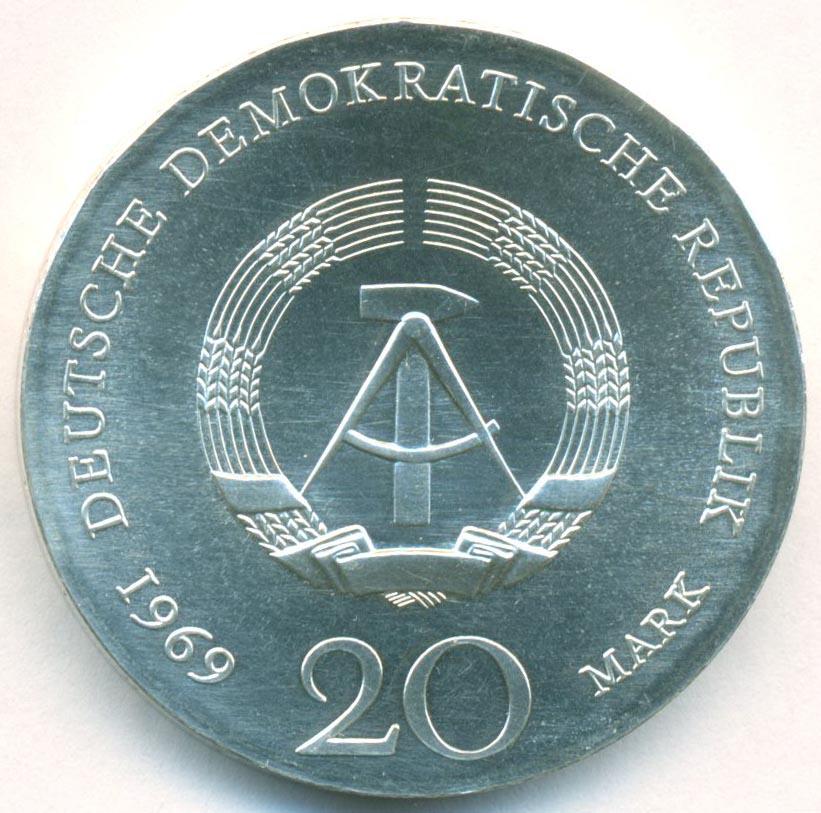 DEUTSCHE DEMOKRATISCHE REPUBLIK
1969
20
MARK